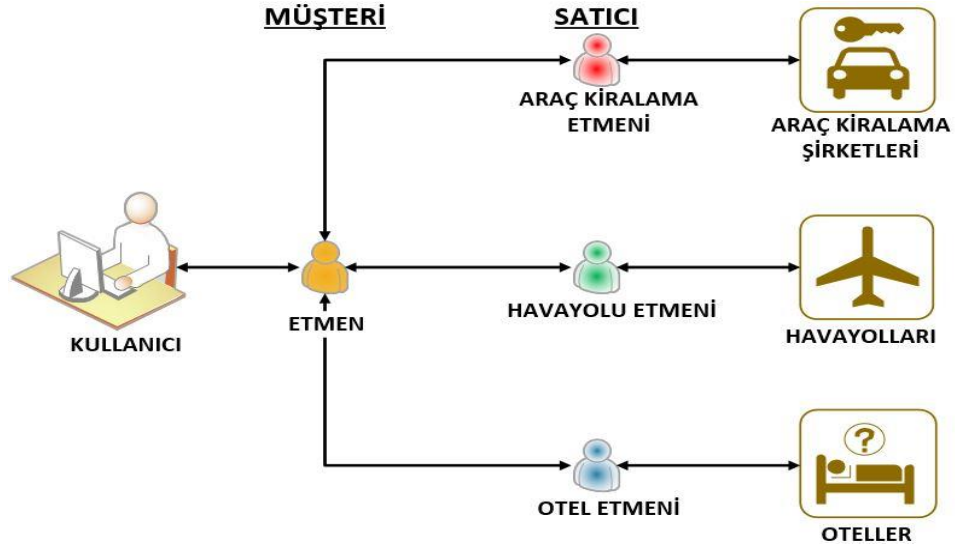 MÜŞTERİ
SATICI
ARAÇ KİRALAMA
ETMENİ
ARAÇ KİRALAMA
ŞİRKETLERİ
KULLANICI
ETMEN
HAVAYOLU ETMENİ
HAVAYOLLARI
?
OTEL ETMENİ
OTELLER